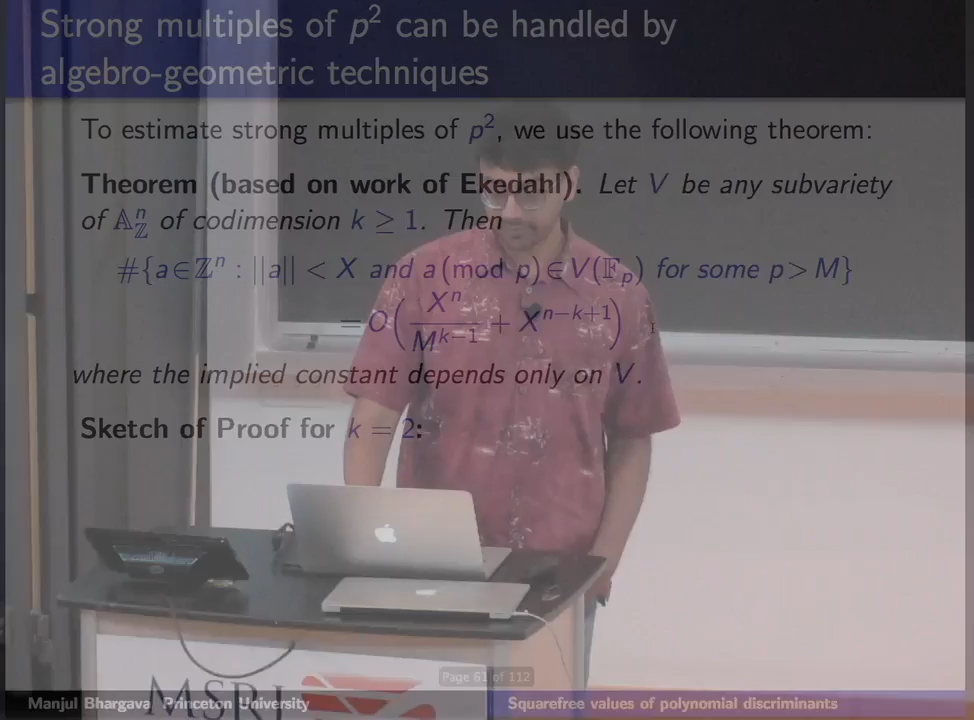 Strong multiples of p² can be handled by
algebro-geometric techniques
To estimate strong multiples of p², we use the following theorem:
Theorem (based on work of Ekedahl). Let V be any subvariety
of 𝔸ⁿ_ℤ of codimension k ≥ 1. Then
#{a∈ℤⁿ : ||a|| < X and a (mod p)∈V(𝔽_p) for some p > M}
= O(Xⁿ/M^{k−1} + X^{n−k+1})
where the implied constant depends only on V.
Sketch of Proof for k = 2:
MSRI
Page 61 of 112
Manjul Bhargava Princeton University
Squarefree values of polynomial discriminants